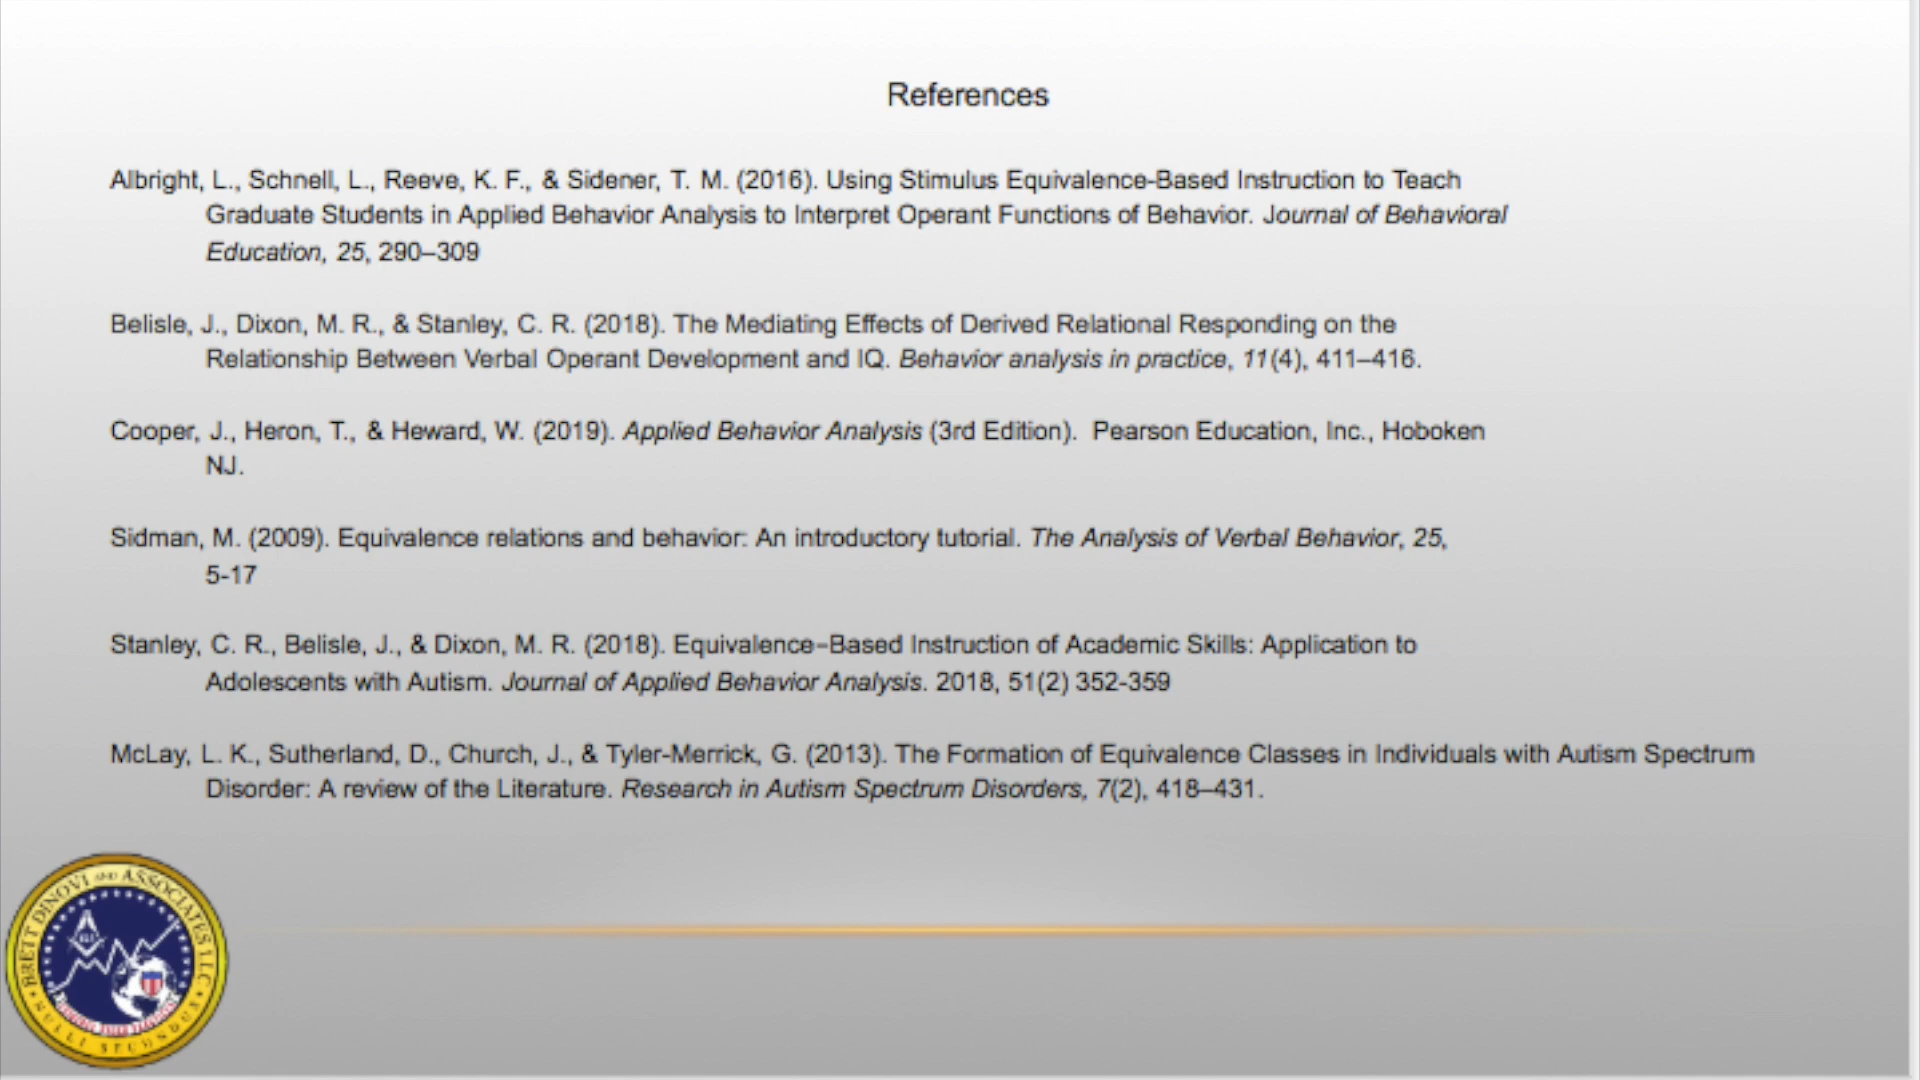 References
Albright, L., Schnell, L., Reeve, K. F., & Sidener, T. M. (2016). Using Stimulus Equivalence-Based Instruction to Teach
Graduate Students in Applied Behavior Analysis to Interpret Operant Functions of Behavior. Journal of Behavioral
Education, 25, 290–309
Belisle, J., Dixon, M. R., & Stanley, C. R. (2018). The Mediating Effects of Derived Relational Responding on the
Relationship Between Verbal Operant Development and IQ. Behavior analysis in practice, 11(4), 411–416.
Cooper, J., Heron, T., & Heward, W. (2019). Applied Behavior Analysis (3rd Edition). Pearson Education, Inc., Hoboken
NJ.
Sidman, M. (2009). Equivalence relations and behavior: An introductory tutorial. The Analysis of Verbal Behavior, 25,
5-17
Stanley, C. R., Belisle, J., & Dixon, M. R. (2018). Equivalence–Based Instruction of Academic Skills: Application to
Adolescents with Autism. Journal of Applied Behavior Analysis. 2018, 51(2) 352-359
McLay, L. K., Sutherland, D., Church, J., & Tyler-Merrick, G. (2013). The Formation of Equivalence Classes in Individuals with Autism Spectrum
Disorder: A review of the Literature. Research in Autism Spectrum Disorders, 7(2), 418–431.
BRETT DINOVI AND ASSOCIATES LLC
NULLI SECUNDUS